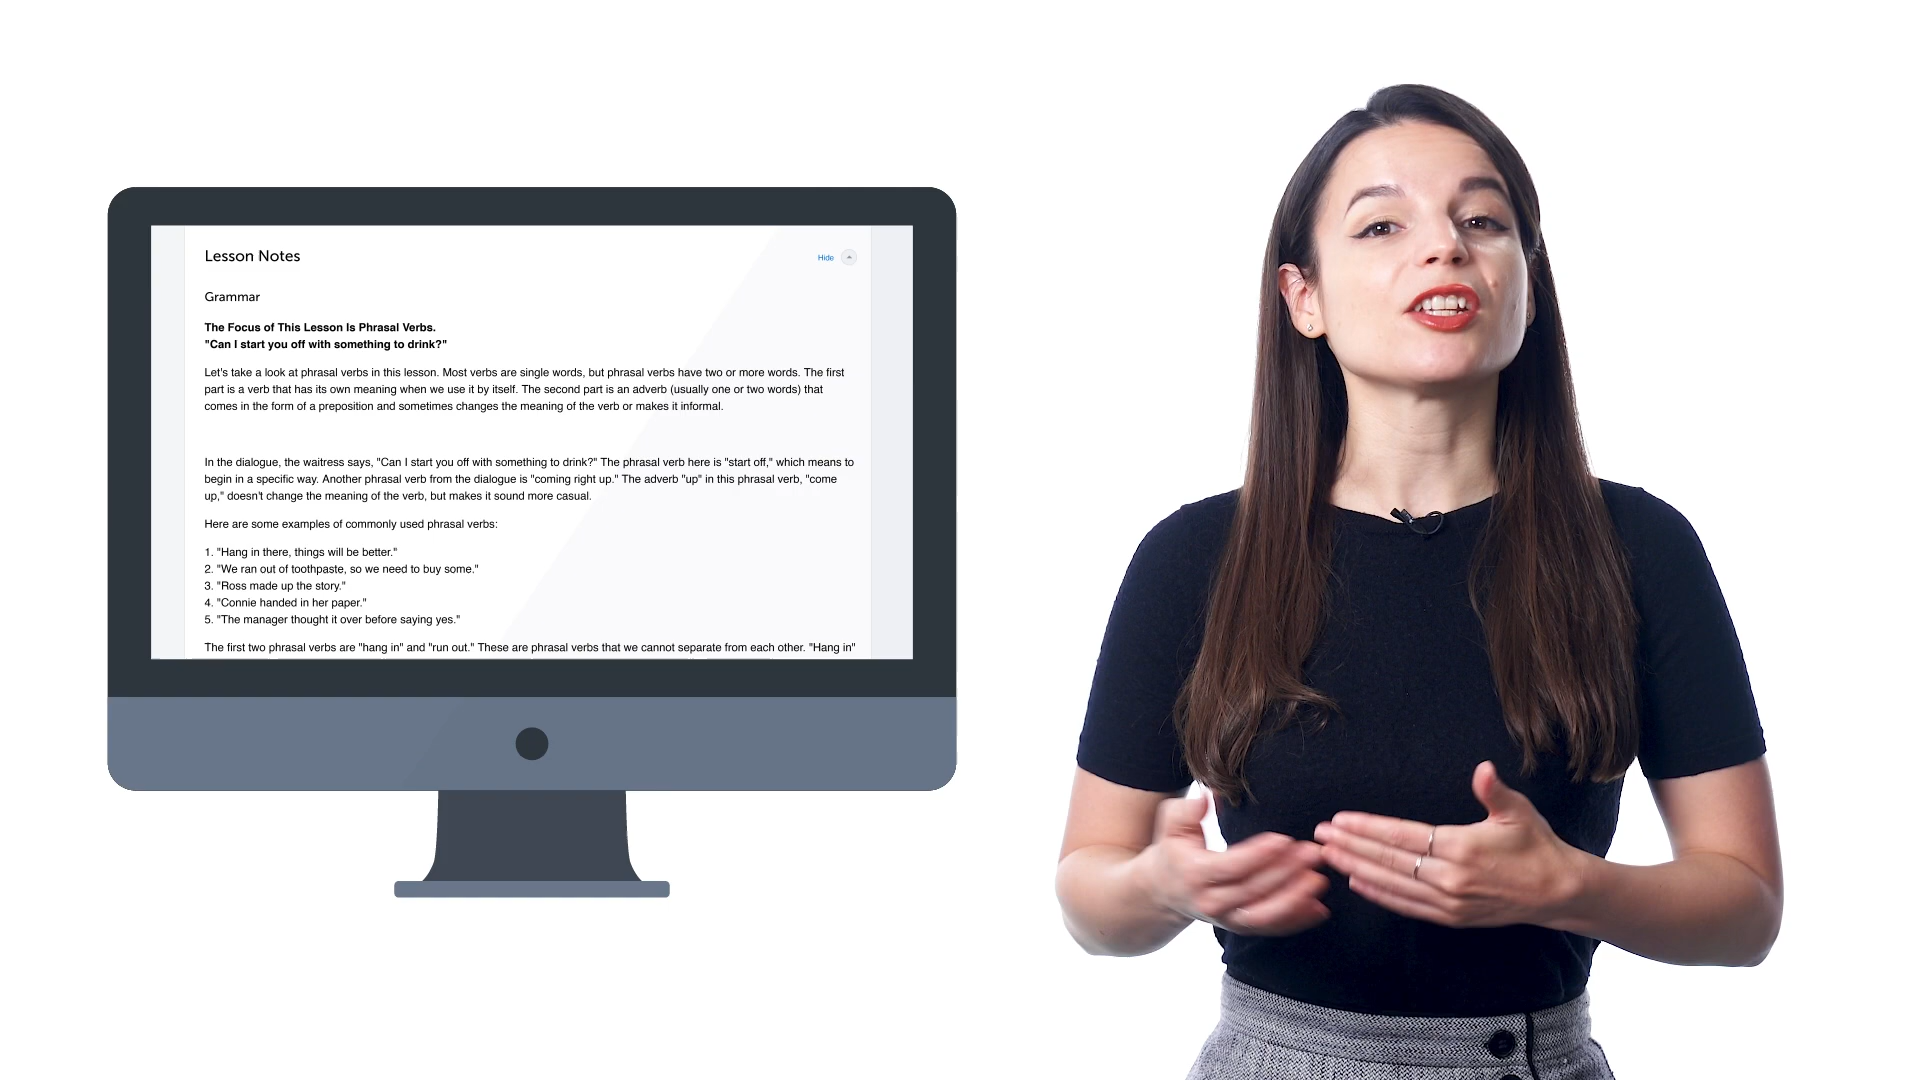 Lesson Notes
Hide
Grammar
The Focus of This Lesson Is Phrasal Verbs.
"Can I start you off with something to drink?"
Let's take a look at phrasal verbs in this lesson. Most verbs are single words, but phrasal verbs have two or more words. The first
part is a verb that has its own meaning when we use it by itself. The second part is an adverb (usually one or two words) that
comes in the form of a preposition and sometimes changes the meaning of the verb or makes it informal.
In the dialogue, the waitress says, "Can I start you off with something to drink?" The phrasal verb here is "start off," which means to
begin in a specific way. Another phrasal verb from the dialogue is "coming right up." The adverb "up" in this phrasal verb, "come
up," doesn't change the meaning of the verb, but makes it sound more casual.
Here are some examples of commonly used phrasal verbs:
1. "Hang in there, things will be better."
2. "We ran out of toothpaste, so we need to buy some."
3. "Ross made up the story."
4. "Connie handed in her paper."
5. "The manager thought it over before saying yes."
The first two phrasal verbs are "hang in" and "run out." These are phrasal verbs that we cannot separate from each other. "Hang in"